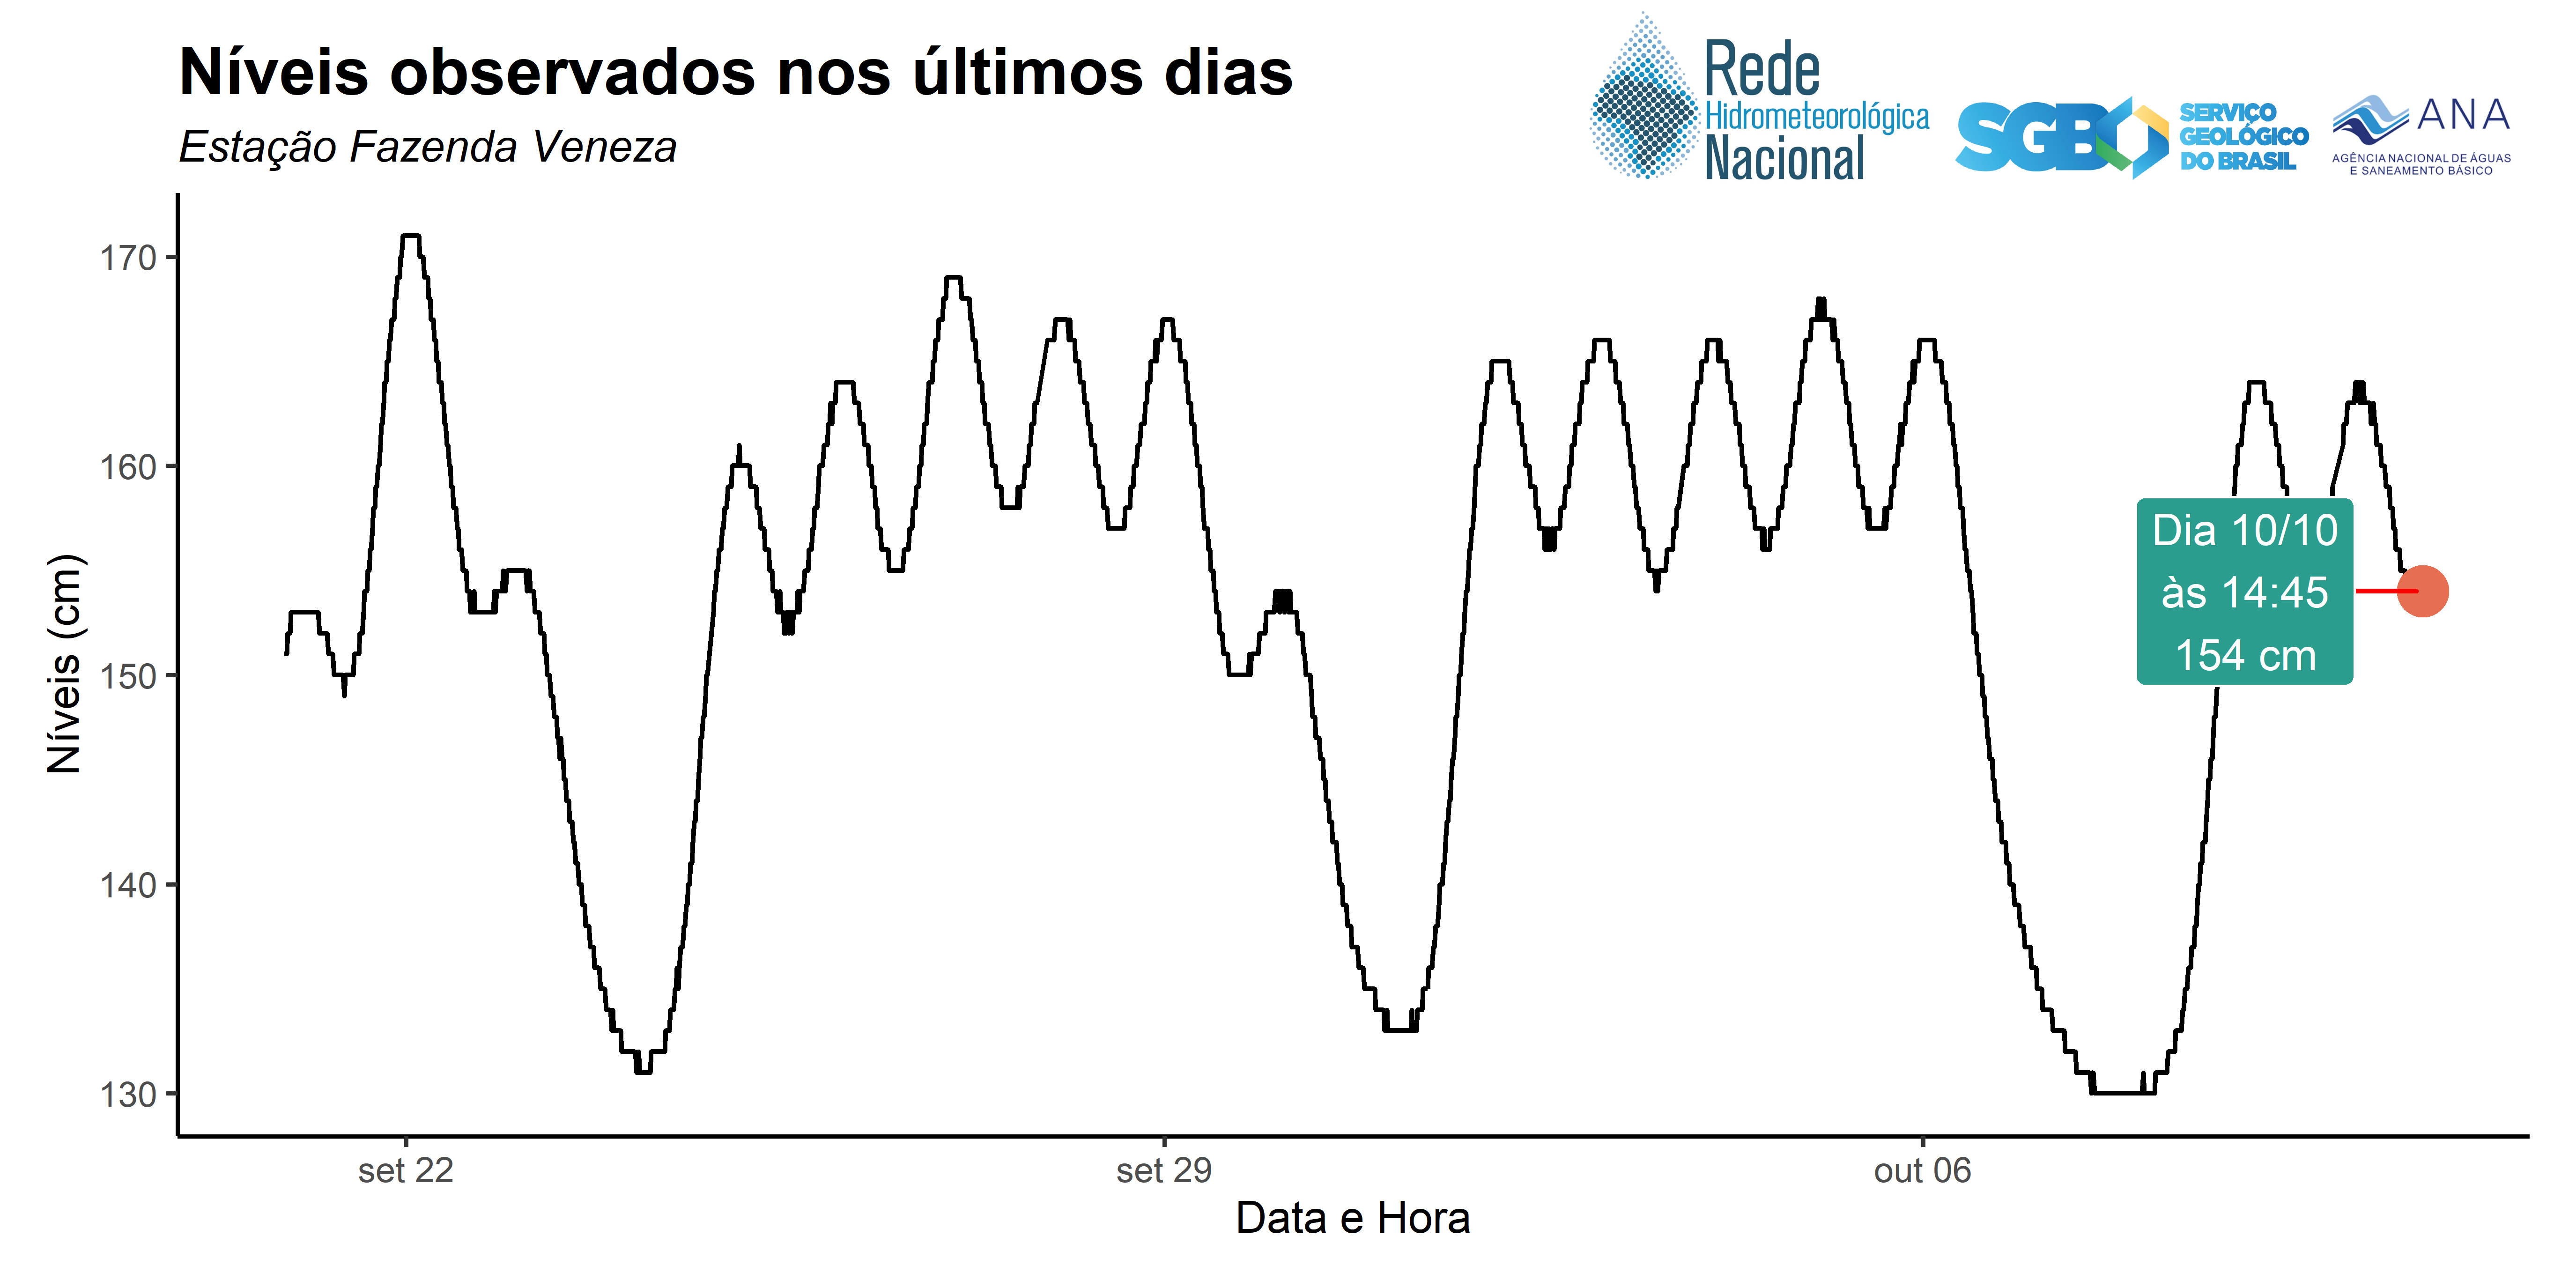 Níveis observados nos últimos dias
Estação Fazenda Veneza
Rede
Hidrometeorológica
Nacional
SGB
SERVIÇO
GEOLÓGICO
DO BRASIL
ANA
AGÊNCIA NACIONAL DE ÁGUAS
E SANEAMENTO BÁSICO
Níveis (cm)
170
160
150
140
130
Dia 10/10
às 14:45
154 cm
set 22
set 29
out 06
Data e Hora